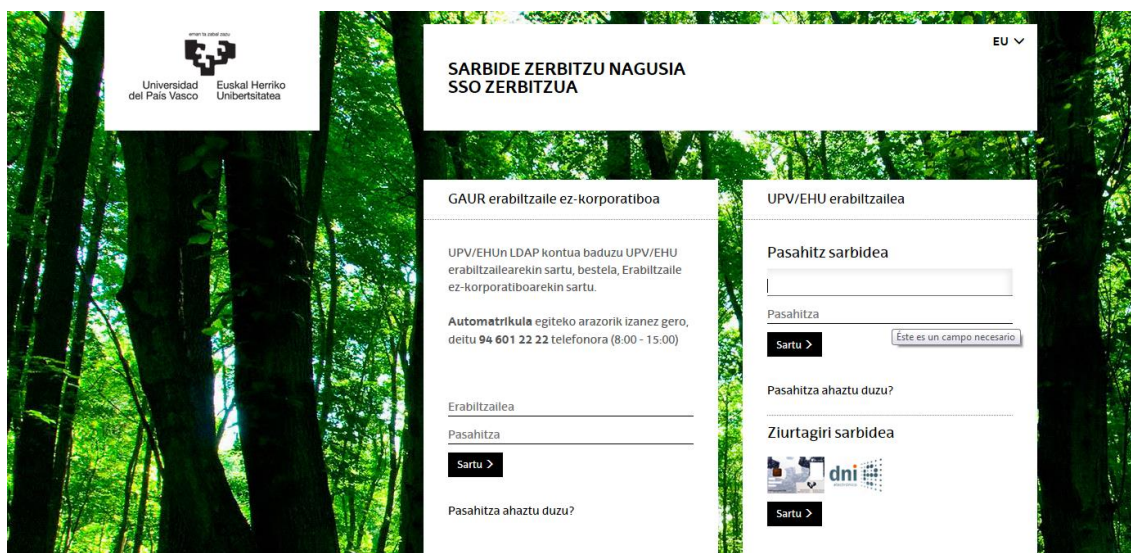 eman ta zabal zazu
Universidad
del País Vasco
Euskal Herriko
Unibertsitatea
SARBIDE ZERBITZU NAGUSIA
SSO ZERBITZUA
EU
GAUR erabiltzaile ez-korporatiboa
UPV/EHUn LDAP kontua baduzu UPV/EHU
erabiltzailearekin sartu, bestela, Erabiltzaile
ez-korporatiboarekin sartu.
Automatrikula egiteko arazorik izanez gero,
deitu 94 601 22 22 telefonora (8:00 - 15:00)
Erabiltzailea
Pasahitza
Sartu >
Pasahitza ahaztu duzu?
UPV/EHU erabiltzailea
Pasahitz sarbidea
Pasahitza
Sartu >
Éste es un campo necesario
Pasahitza ahaztu duzu?
Ziurtagiri sarbidea
dni
electrónico
Sartu >